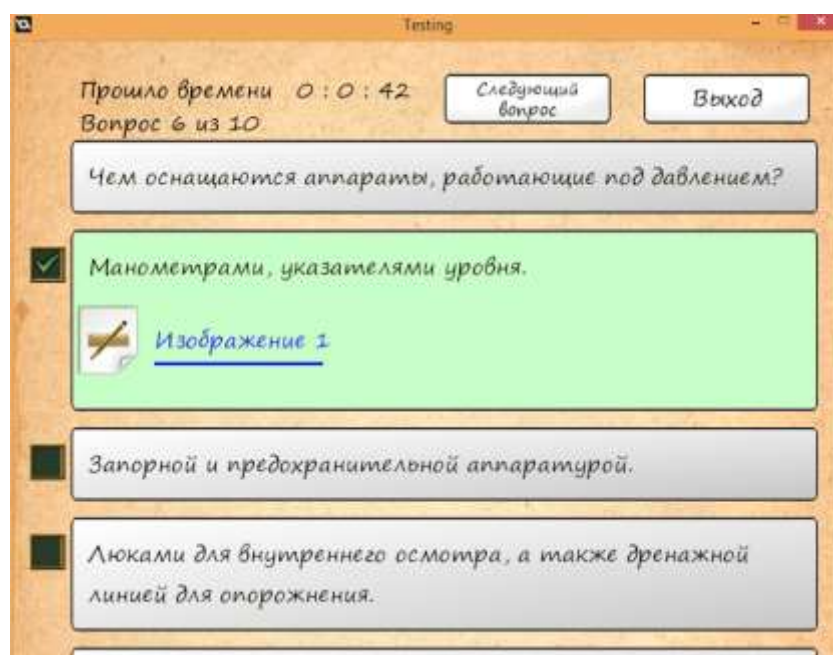 Testing
Прошло времени 0 : 0 : 42
Следующий
вопрос
Выход
Вопрос 6 из 10
Чем оснащаются аппараты, работающие под давлением?
Манометрами, указателями уровня.
Изображение 1
Запорной и предохранительной аппаратурой.
Люками для внутреннего осмотра, а также дренажной
линией для опорожнения.